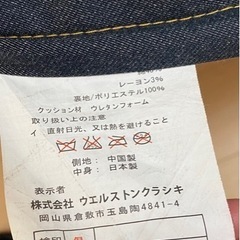 レーヨン3%
裏地/ポリエステル100%
クッション材 ウレタンフォーム
取り扱い上の注意
イ 直射日光、又は熱を避けること
側地: 中国製
中身: 日本製
表示者
株式会社 ウエルストンクラシキ
岡山県倉敷市玉島陶4841-4
検印